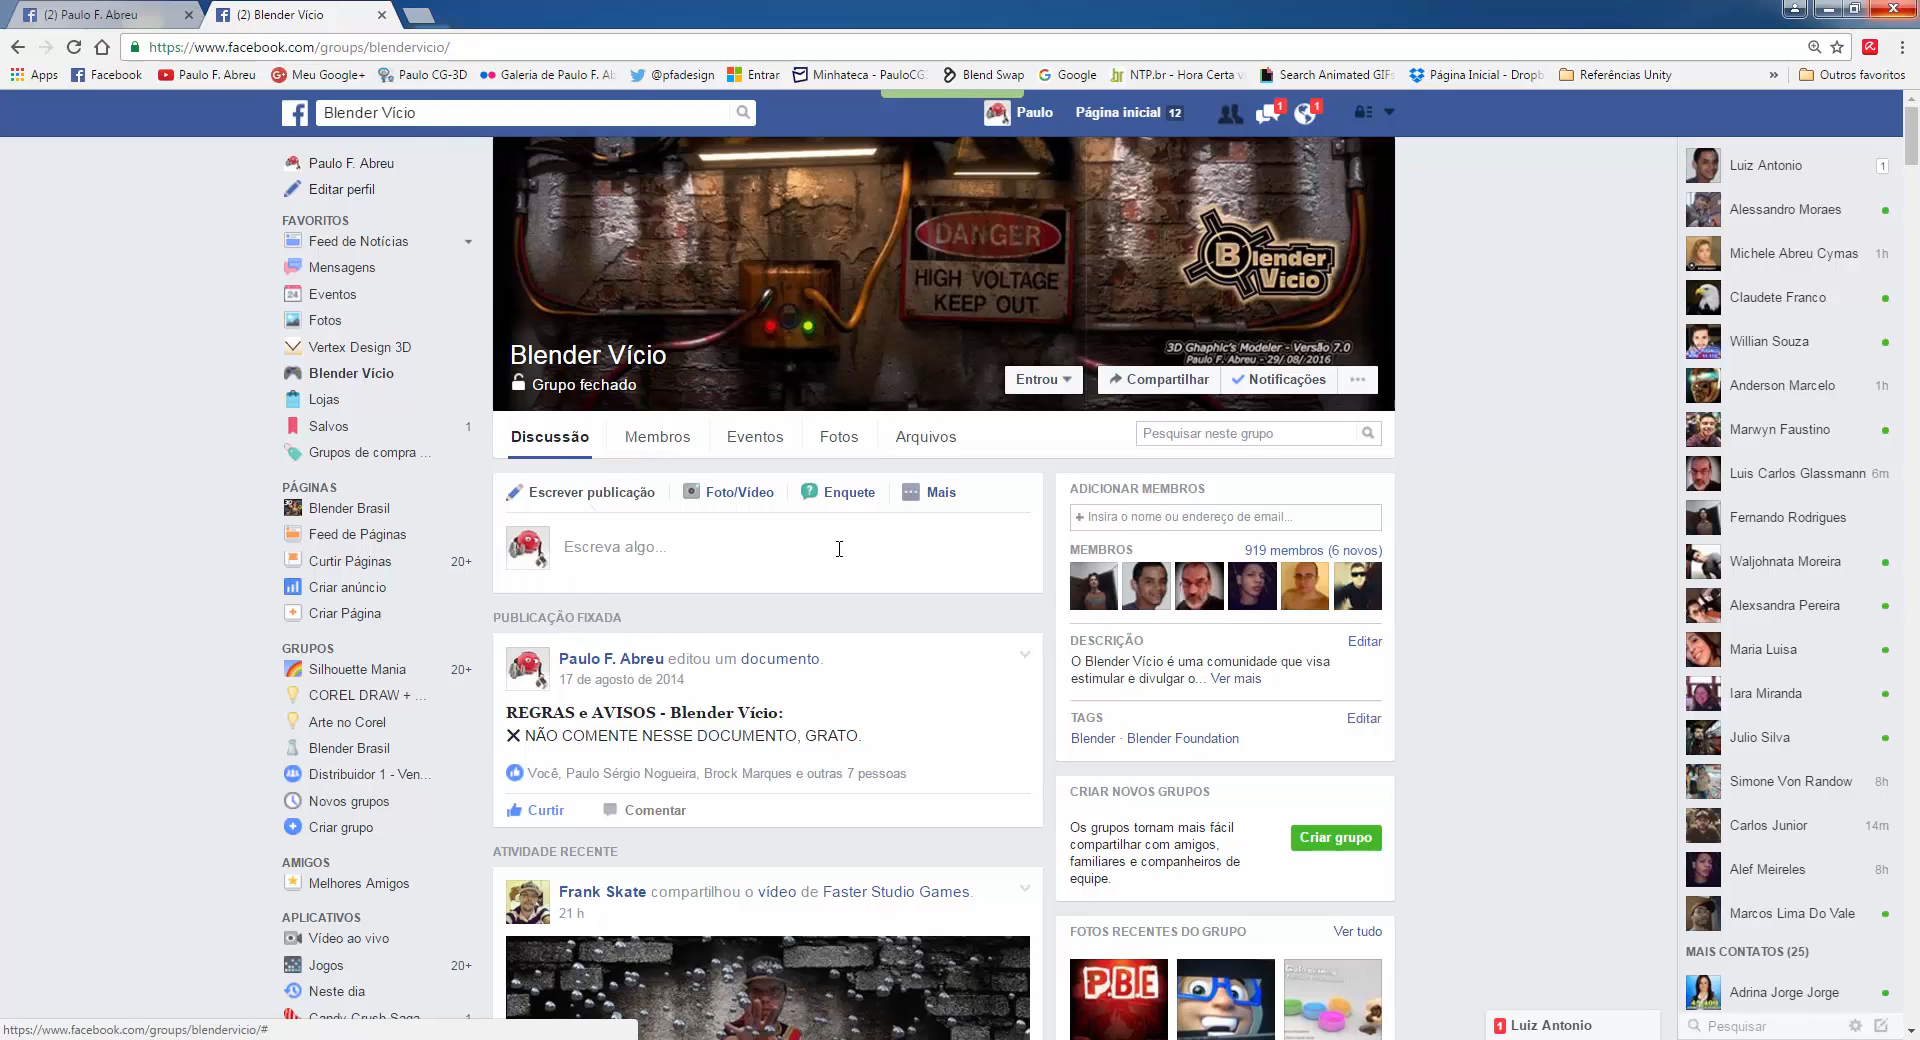 (2) Paulo F. Abreu
(2) Blender Vício
https://www.facebook.com/groups/blendervicio/
Apps
Facebook
Paulo F. Abreu
Meu Google+
Paulo CG-3D
Galeria de Paulo F. Ab
@pfadesign
Entrar
Minhateca - PauloCG
Blend Swap
Google
NTP.br - Hora Certa v
Search Animated GIFs
Página Inicial - Dropb
Referências Unity
»
Outros favoritos
Blender Vício
Paulo
Página inicial 12
1
1
Paulo F. Abreu
Editar perfil
FAVORITOS
Feed de Notícias
Mensagens
24 Eventos
Fotos
Vertex Design 3D
Blender Vício
Lojas
Salvos 1
Grupos de compra ...
PÁGINAS
Blender Brasil
Feed de Páginas
Curtir Páginas 20+
Criar anúncio
Criar Página
GRUPOS
Silhouette Mania 20+
COREL DRAW + ...
Arte no Corel
Blender Brasil
Distribuidor 1 - Ven...
Novos grupos
Criar grupo
AMIGOS
Melhores Amigos
APLICATIVOS
Vídeo ao vivo
Jogos 20+
Neste dia
Candy Crush Saga
https://www.facebook.com/groups/blendervicio/#
DANGER
HIGH VOLTAGE
KEEP OUT
Blender
Vício
3D Ghaphic's Modeler - Versão 7.0
Paulo F. Abreu - 29/ 08/ 2016
Blender Vício
Grupo fechado
Entrou
Compartilhar
Notificações
...
Discussão
Membros
Eventos
Fotos
Arquivos
Pesquisar neste grupo
Escrever publicação
Foto/Vídeo
Enquete
Mais
Escreva algo...
PUBLICAÇÃO FIXADA
Paulo F. Abreu editou um documento.
17 de agosto de 2014
REGRAS e AVISOS - Blender Vício:
❌ NÃO COMENTE NESSE DOCUMENTO, GRATO.
Você, Paulo Sérgio Nogueira, Brock Marques e outras 7 pessoas
Curtir
Comentar
ATIVIDADE RECENTE
Frank Skate compartilhou o vídeo de Faster Studio Games.
21 h
ADICIONAR MEMBROS
+ Insira o nome ou endereço de email...
MEMBROS
919 membros (6 novos)
DESCRIÇÃO
Editar
O Blender Vício é uma comunidade que visa
estimular e divulgar o... Ver mais
TAGS
Editar
Blender · Blender Foundation
CRIAR NOVOS GRUPOS
Os grupos tornam mais fácil
compartilhar com amigos,
familiares e companheiros de
equipe.
Criar grupo
FOTOS RECENTES DO GRUPO
Ver tudo
P.B.E
Luiz Antonio 1
Alessandro Moraes
Michele Abreu Cymas 1h
Claudete Franco
Willian Souza
Anderson Marcelo 1h
Marwyn Faustino
Luis Carlos Glassmann 6m
Fernando Rodrigues
Waljohnata Moreira
Alexsandra Pereira
Maria Luisa
Iara Miranda
Julio Silva
Simone Von Randow 8h
Carlos Junior 14m
Alef Meireles 8h
Marcos Lima Do Vale
MAIS CONTATOS (25)
Adrina Jorge Jorge
Pesquisar
1 Luiz Antonio